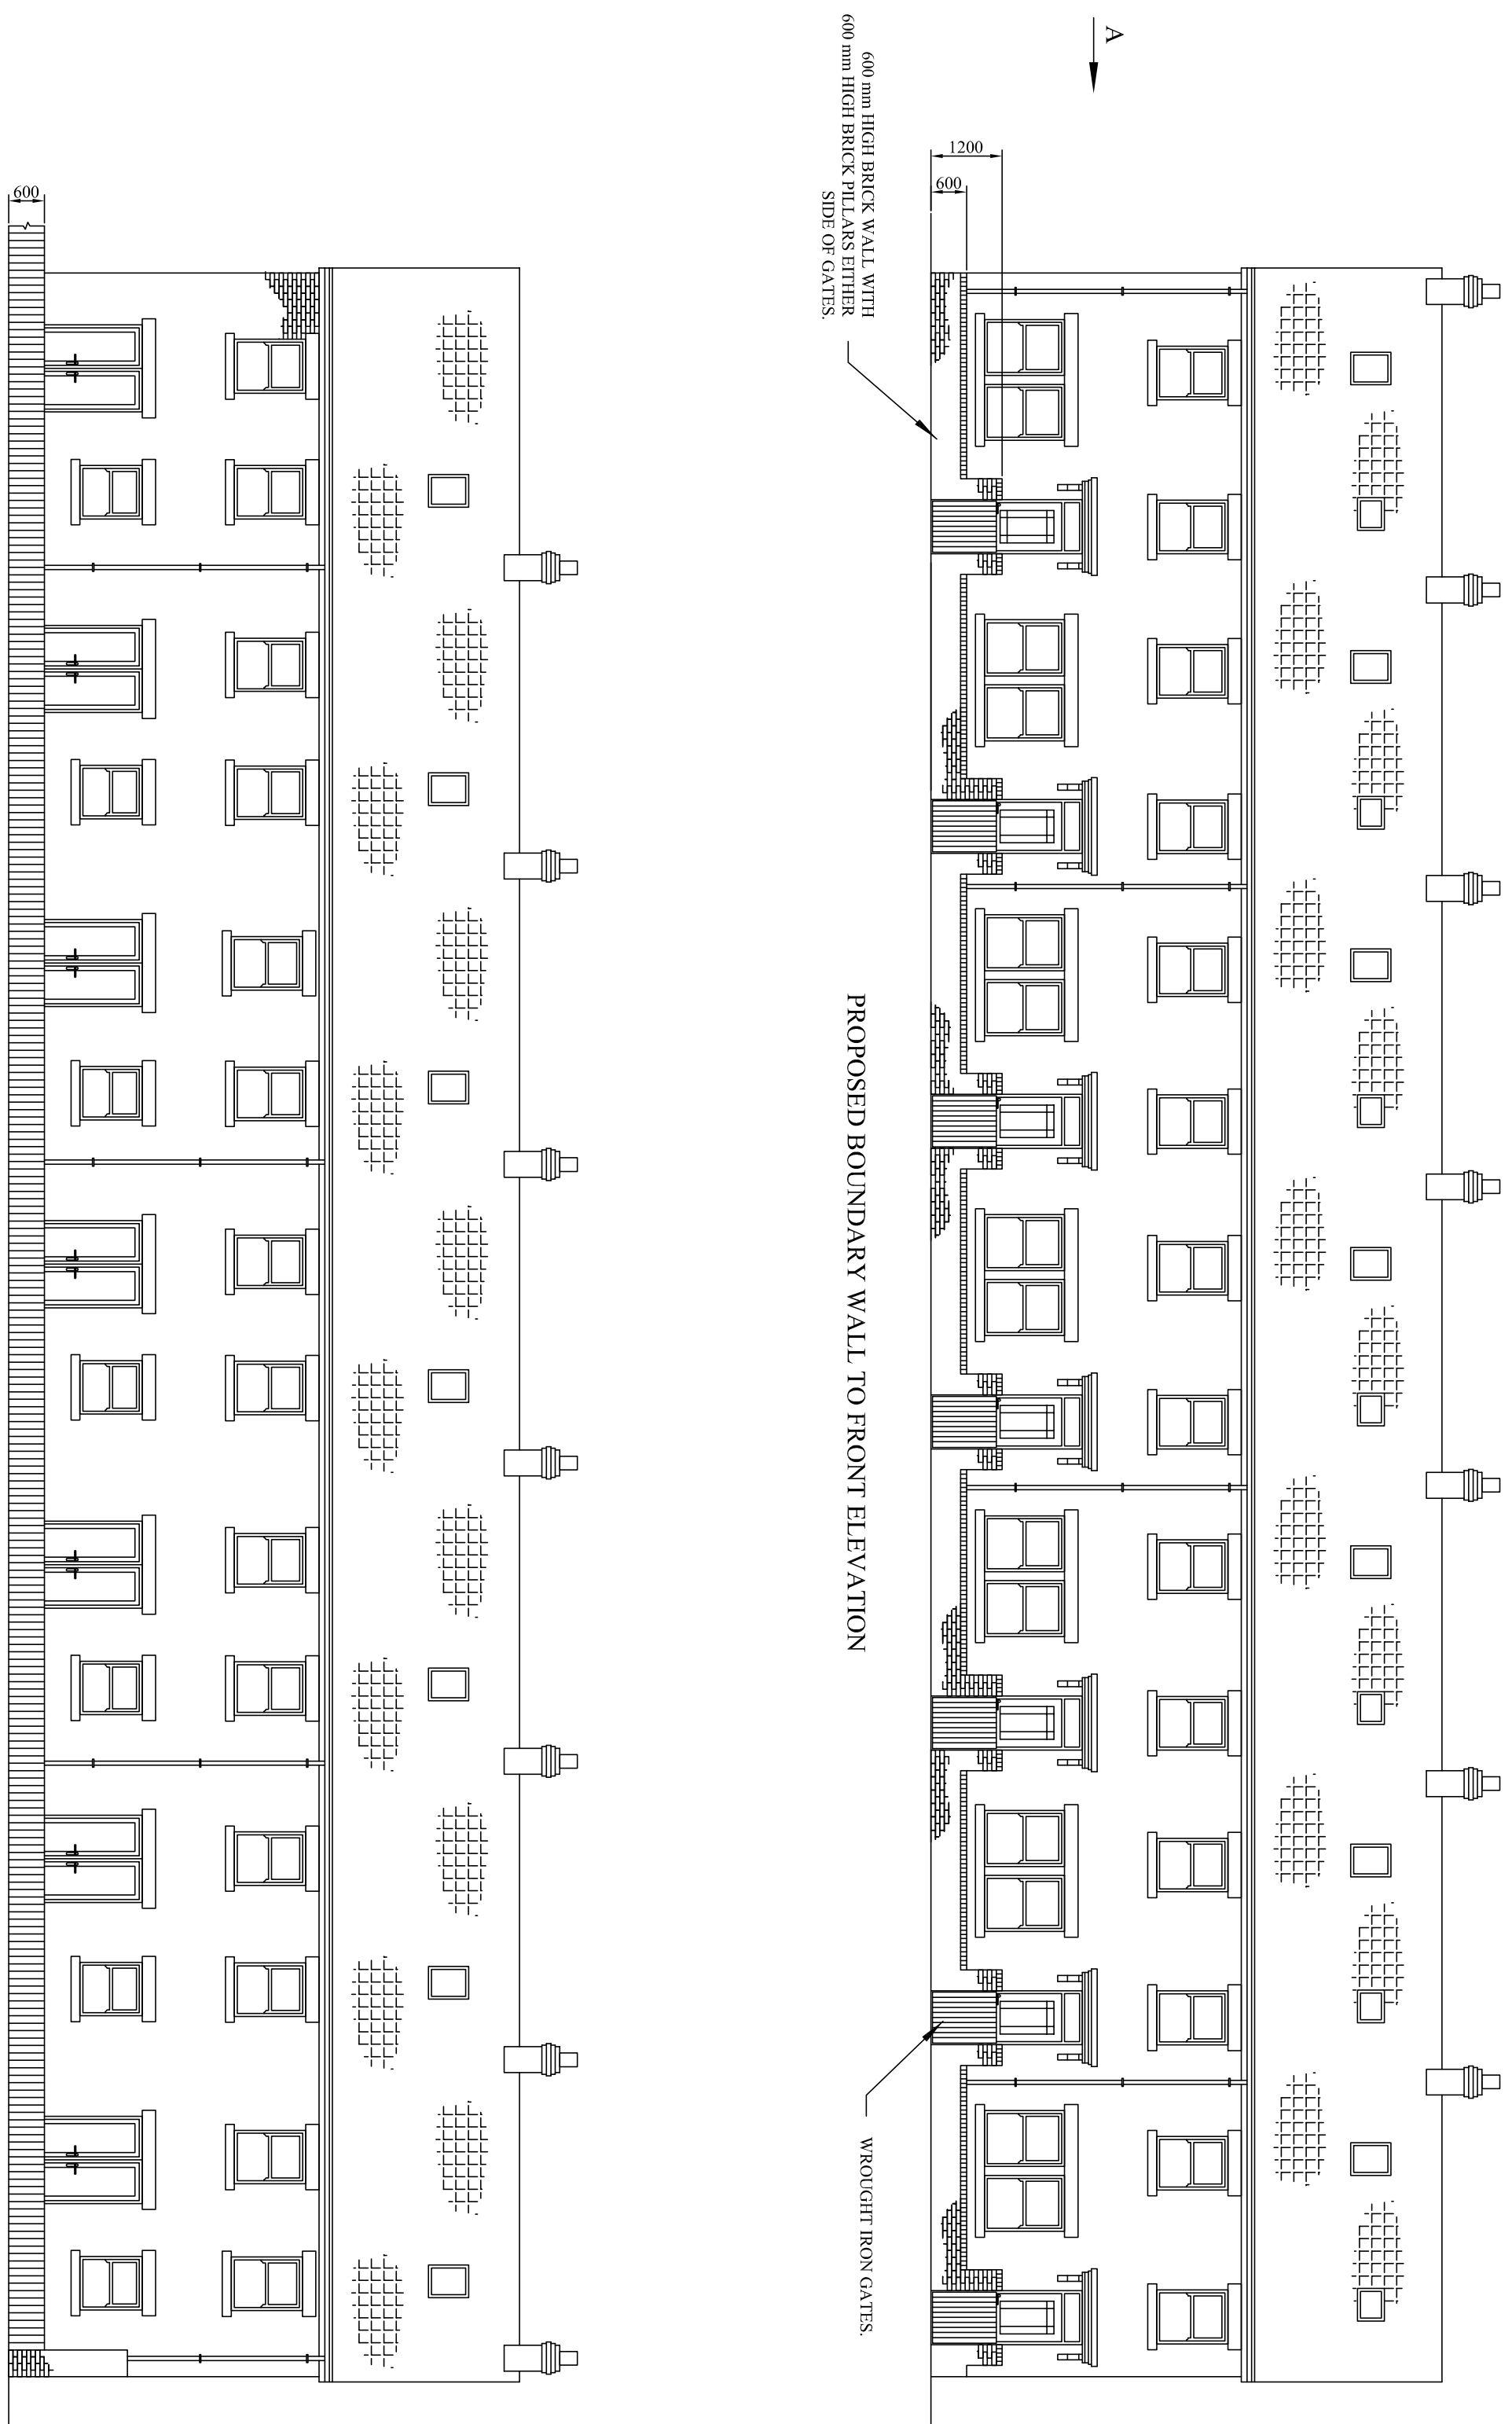 A
1200
600
600 mm HIGH BRICK WALL WITH
600 mm HIGH BRICK PILLARS EITHER
SIDE OF GATES.
PROPOSED BOUNDARY WALL TO FRONT ELEVATION
WROUGHT IRON GATES.
600